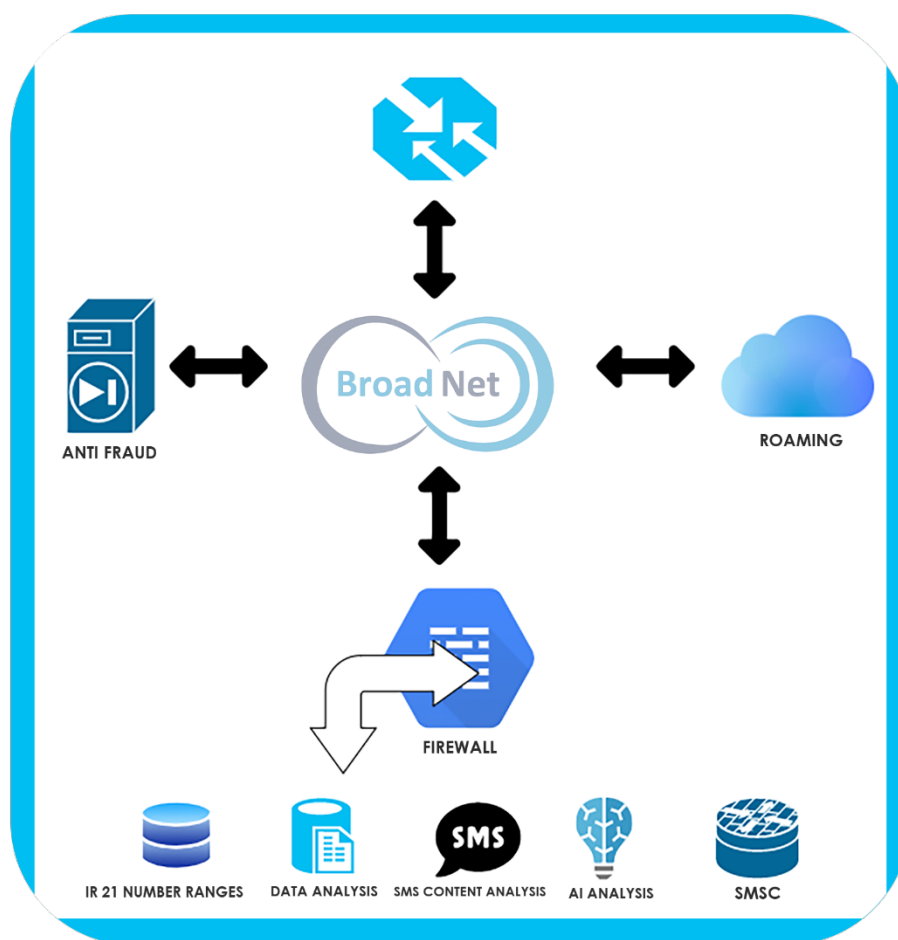 Broad Net
ANTI FRAUD
ROAMING
FIREWALL
SMS
IR 21 NUMBER RANGES
DATA ANALYSIS
SMS CONTENT ANALYSIS
AI ANALYSIS
SMSC